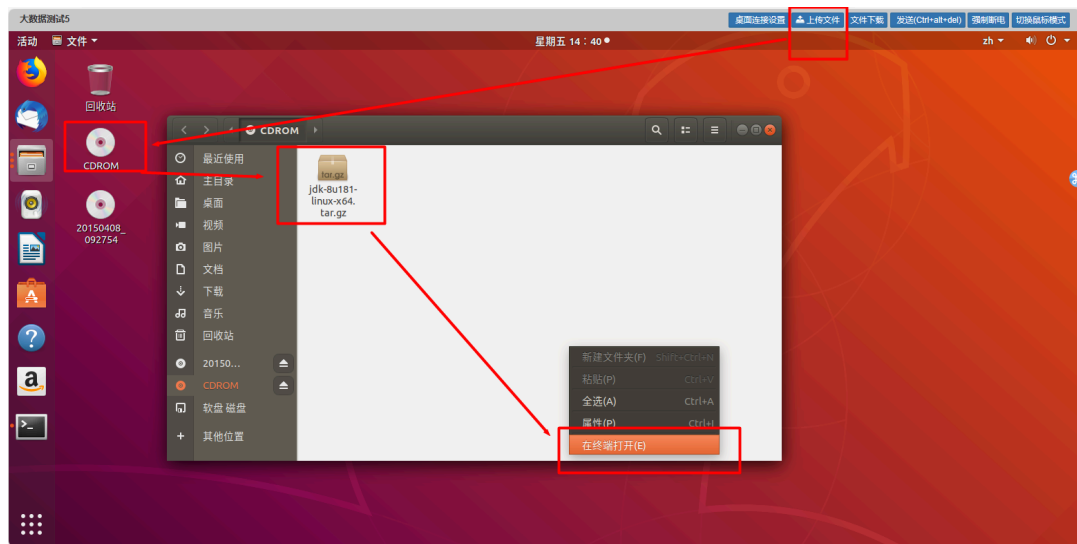 大数据测试5
桌面连接设置 上传文件 文件下载 发送(Ctrl+alt+del) 强制断电 切换鼠标模式
活动 文件 星期五 14：40 zh
回收站
CDROM
20150408_
092754
CDROM
最近使用
主目录
桌面
视频
图片
文档
下载
音乐
回收站
20150...
CDROM
软盘 磁盘
其他位置
tar.gz
jdk-8u181-
linux-x64.
tar.gz
新建文件夹(F) Shift+Ctrl+N
粘贴(P) Ctrl+V
全选(A) Ctrl+A
属性(P) Ctrl+I
在终端打开(E)